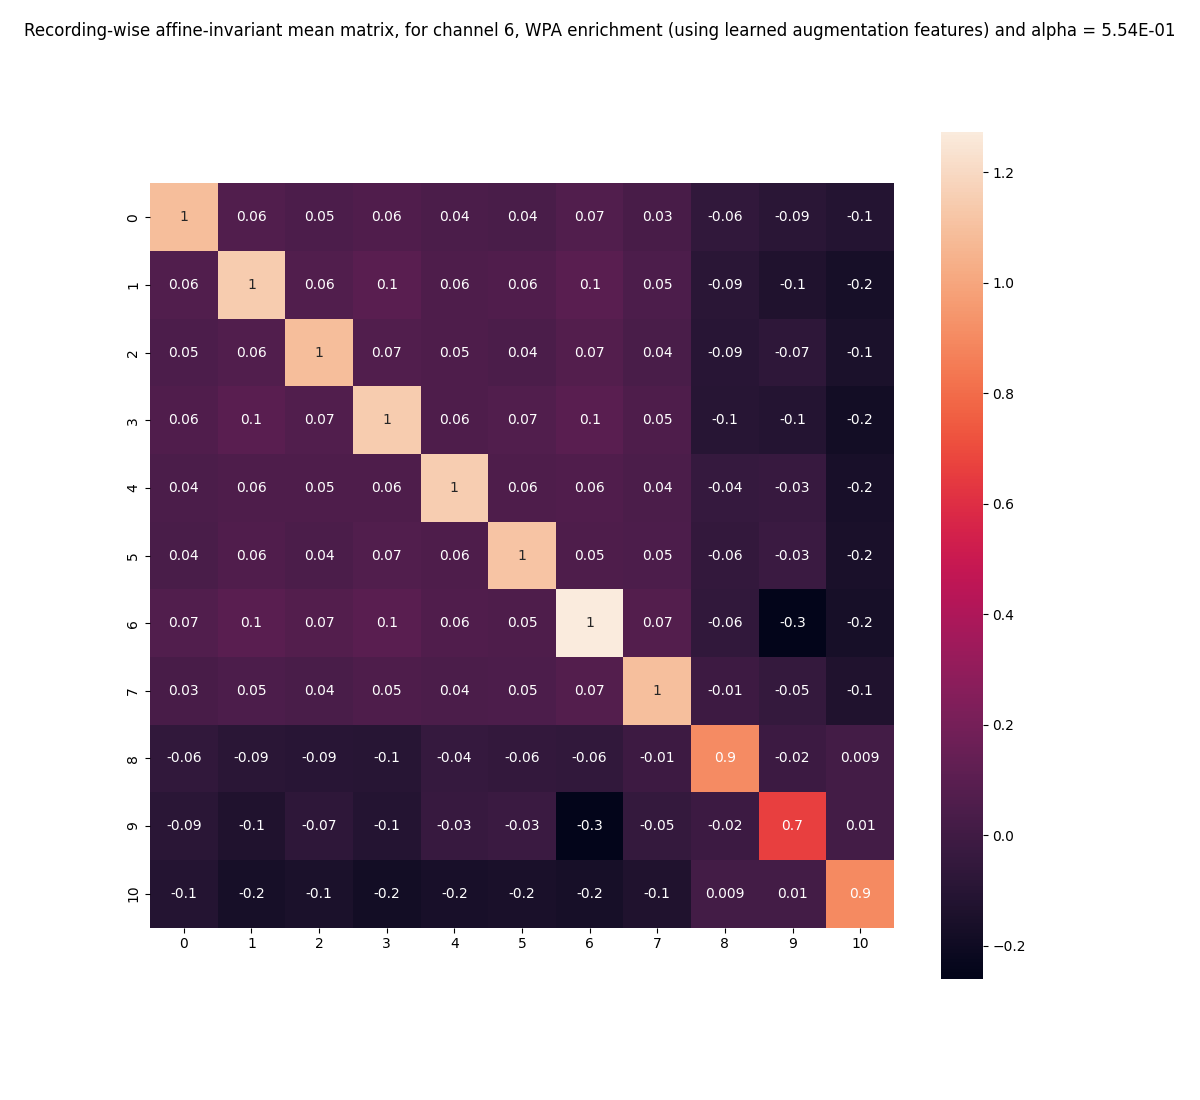 Recording-wise affine-invariant mean matrix, for channel 6, WPA enrichment (using learned augmentation features) and alpha = 5.54E-01
0 1 0.06 0.05 0.06 0.04 0.04 0.07 0.03 -0.06 -0.09 -0.1
1 0.06 1 0.06 0.1 0.06 0.06 0.1 0.05 -0.09 -0.1 -0.2
2 0.05 0.06 1 0.07 0.05 0.04 0.07 0.04 -0.09 -0.07 -0.1
3 0.06 0.1 0.07 1 0.06 0.07 0.1 0.05 -0.1 -0.1 -0.2
4 0.04 0.06 0.05 0.06 1 0.06 0.06 0.04 -0.04 -0.03 -0.2
5 0.04 0.06 0.04 0.07 0.06 1 0.05 0.05 -0.06 -0.03 -0.2
6 0.07 0.1 0.07 0.1 0.06 0.05 1 0.07 -0.06 -0.3 -0.2
7 0.03 0.05 0.04 0.05 0.04 0.05 0.07 1 -0.01 -0.05 -0.1
8 -0.06 -0.09 -0.09 -0.1 -0.04 -0.06 -0.06 -0.01 0.9 -0.02 0.009
9 -0.09 -0.1 -0.07 -0.1 -0.03 -0.03 -0.3 -0.05 -0.02 0.7 0.01
10 -0.1 -0.2 -0.1 -0.2 -0.2 -0.2 -0.2 -0.1 0.009 0.01 0.9
0 1 2 3 4 5 6 7 8 9 10
1.2
1.0
0.8
0.6
0.4
0.2
0.0
−0.2